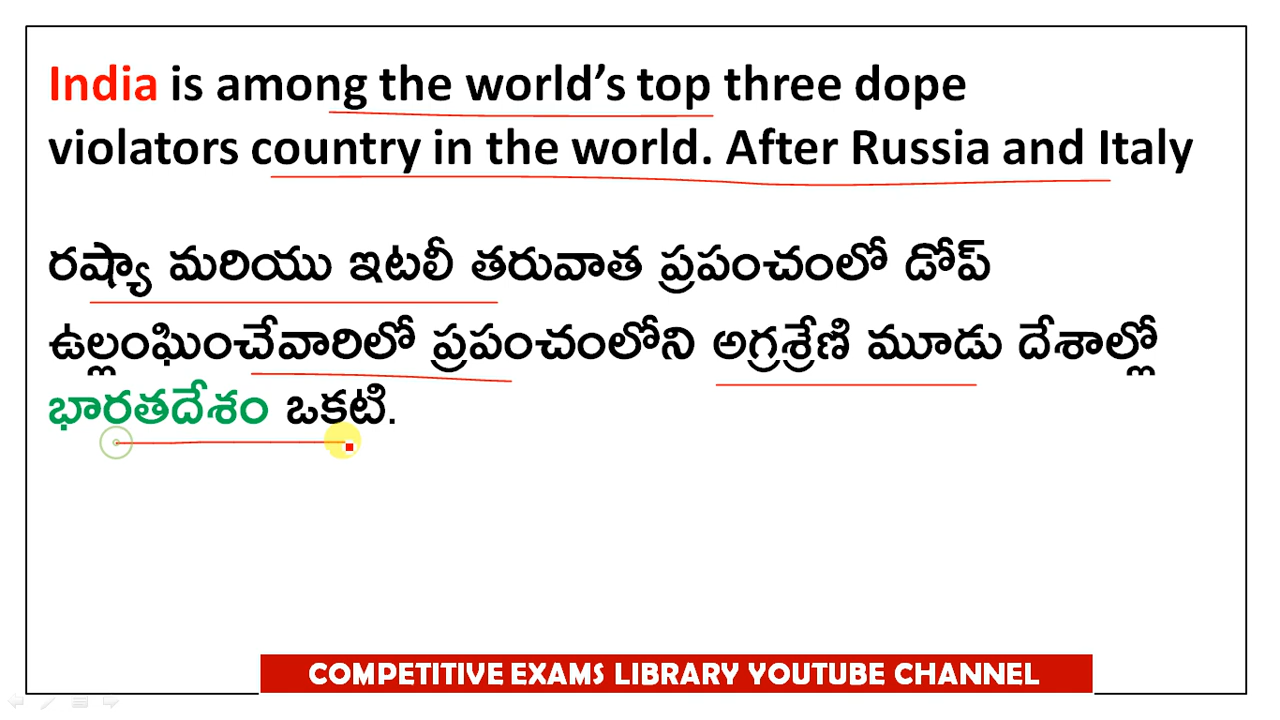 India is among the world’s top three dope
violators country in the world. After Russia and Italy
రష్యా మరియు ఇటలీ తరువాత ప్రపంచంలో డోప్
ఉల్లంఘించేవారిలో ప్రపంచంలోని అగ్రశ్రేణి మూడు దేశాల్లో
భారతదేశం ఒకటి.
COMPETITIVE EXAMS LIBRARY YOUTUBE CHANNEL